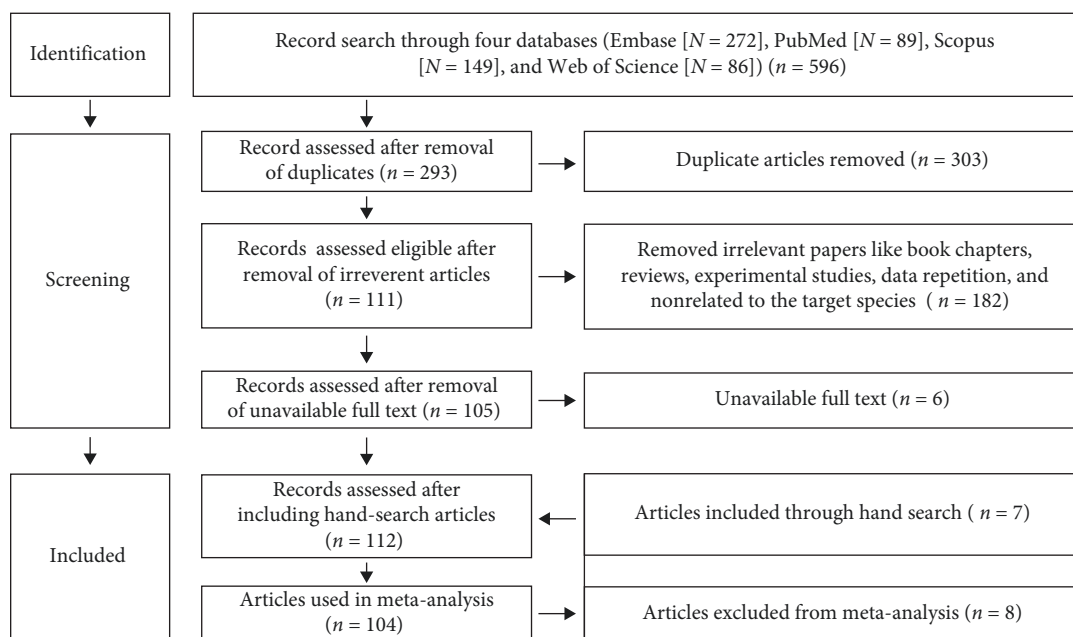 Identification
Record search through four databases (Embase [N = 272], PubMed [N = 89], Scopus
[N = 149], and Web of Science [N = 86]) (n = 596)
Screening
Record assessed after removal
of duplicates (n = 293)
Duplicate articles removed (n = 303)
Records assessed eligible after
removal of irreverent articles
(n = 111)
Removed irrelevant papers like book chapters,
reviews, experimental studies, data repetition, and
nonrelated to the target species ( n = 182)
Records assessed after removal
of unavailable full text (n = 105)
Unavailable full text (n = 6)
Included
Records assessed after
including hand-search articles
(n = 112)
Articles included through hand search ( n = 7)
Articles used in meta-analysis
(n = 104)
Articles excluded from meta-analysis (n = 8)